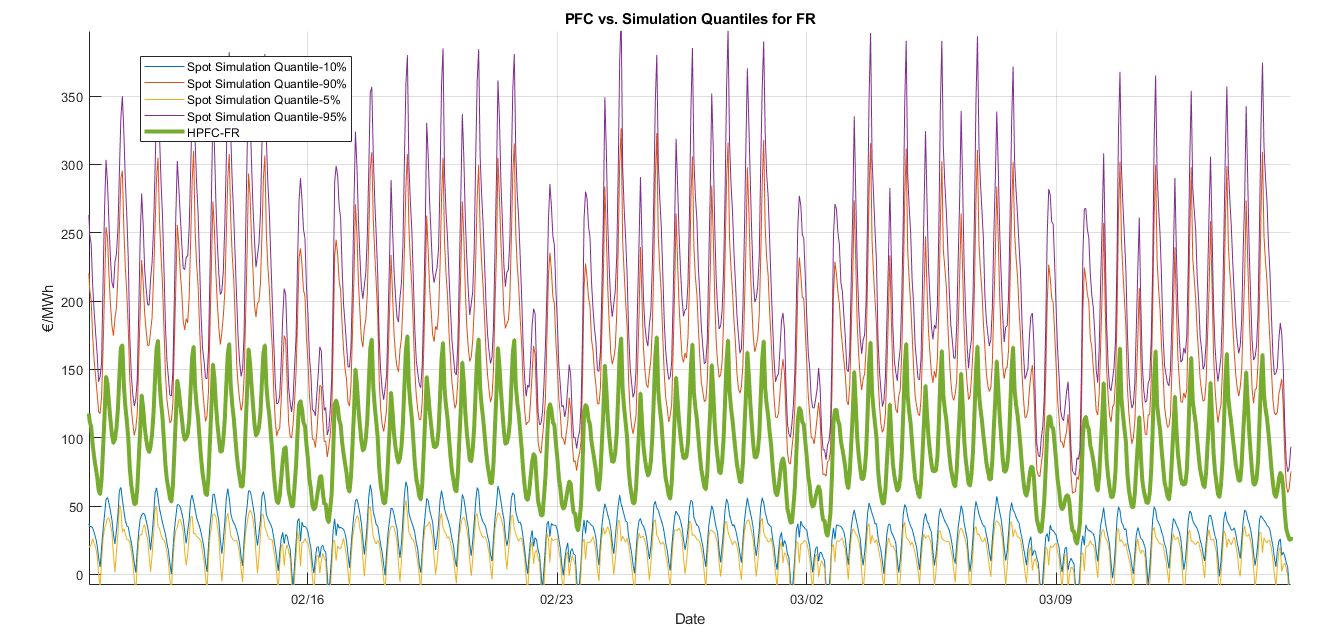 PFC vs. Simulation Quantiles for FR
Spot Simulation Quantile-10%
Spot Simulation Quantile-90%
Spot Simulation Quantile-5%
Spot Simulation Quantile-95%
HPFC-FR
€/MWh
350
300
250
200
150
100
50
0
02/16
02/23
03/02
03/09
Date